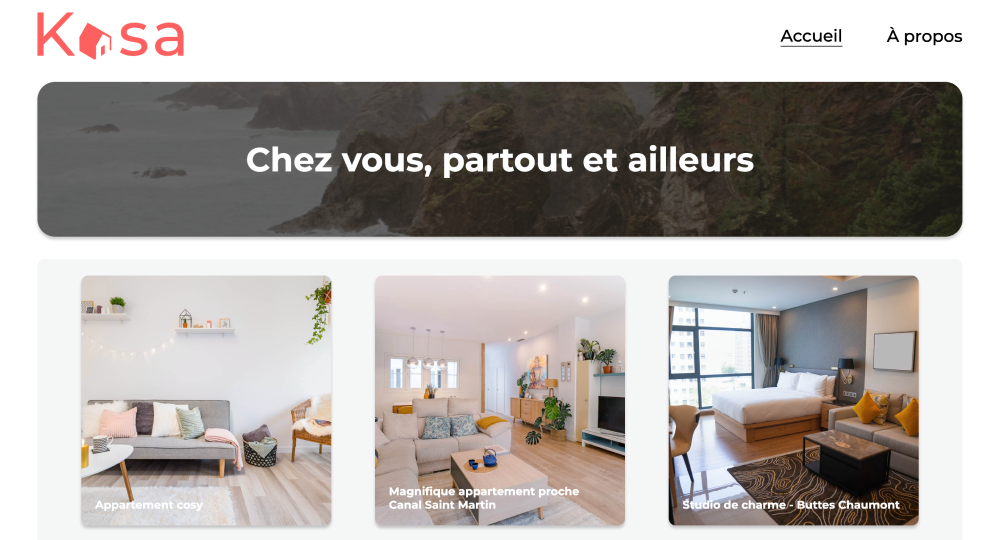 Kasa
Accueil
À propos
Chez vous, partout et ailleurs
Appartement cosy
Magnifique appartement proche
Canal Saint Martin
Studio de charme - Buttes Chaumont